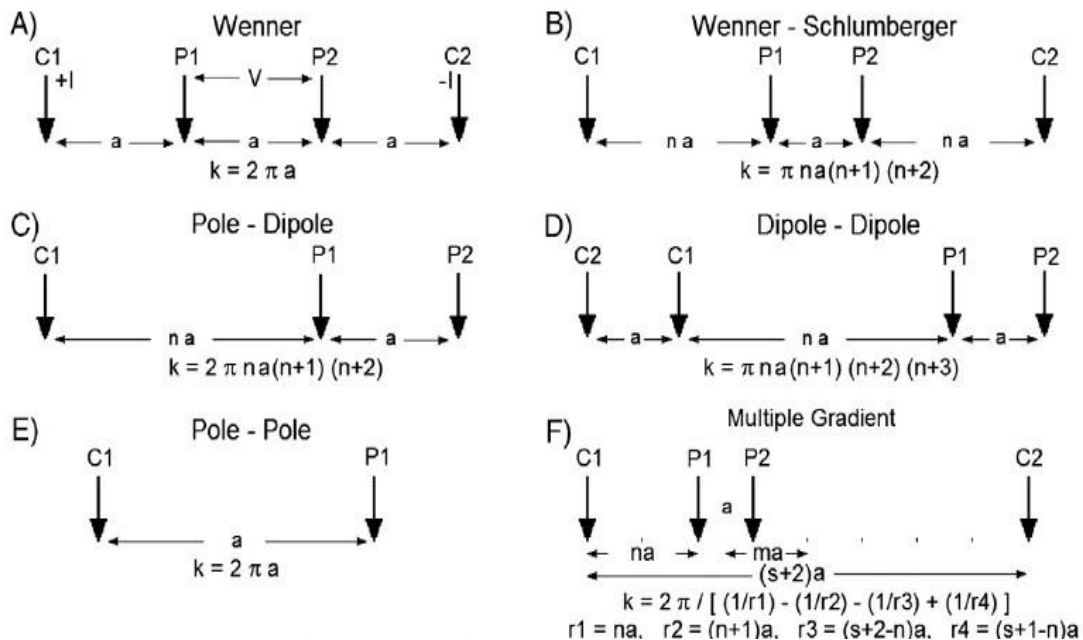 A) Wenner
C1 P1 P2 C2
+I V -I
a a a
k = 2 π a
B) Wenner - Schlumberger
C1 P1 P2 C2
n a a n a
k = π na(n+1) (n+2)
C) Pole - Dipole
C1 P1 P2
n a a
k = 2 π na(n+1) (n+2)
D) Dipole - Dipole
C2 C1 P1 P2
a n a a
k = π na(n+1) (n+2) (n+3)
E) Pole - Pole
C1 P1
a
k = 2 π a
F) Multiple Gradient
C1 P1 P2 C2
a
na ma
(s+2)a
k = 2 π / [ (1/r1) - (1/r2) - (1/r3) + (1/r4) ]
r1 = na, r2 = (n+1)a, r3 = (s+2-n)a, r4 = (s+1-n)a